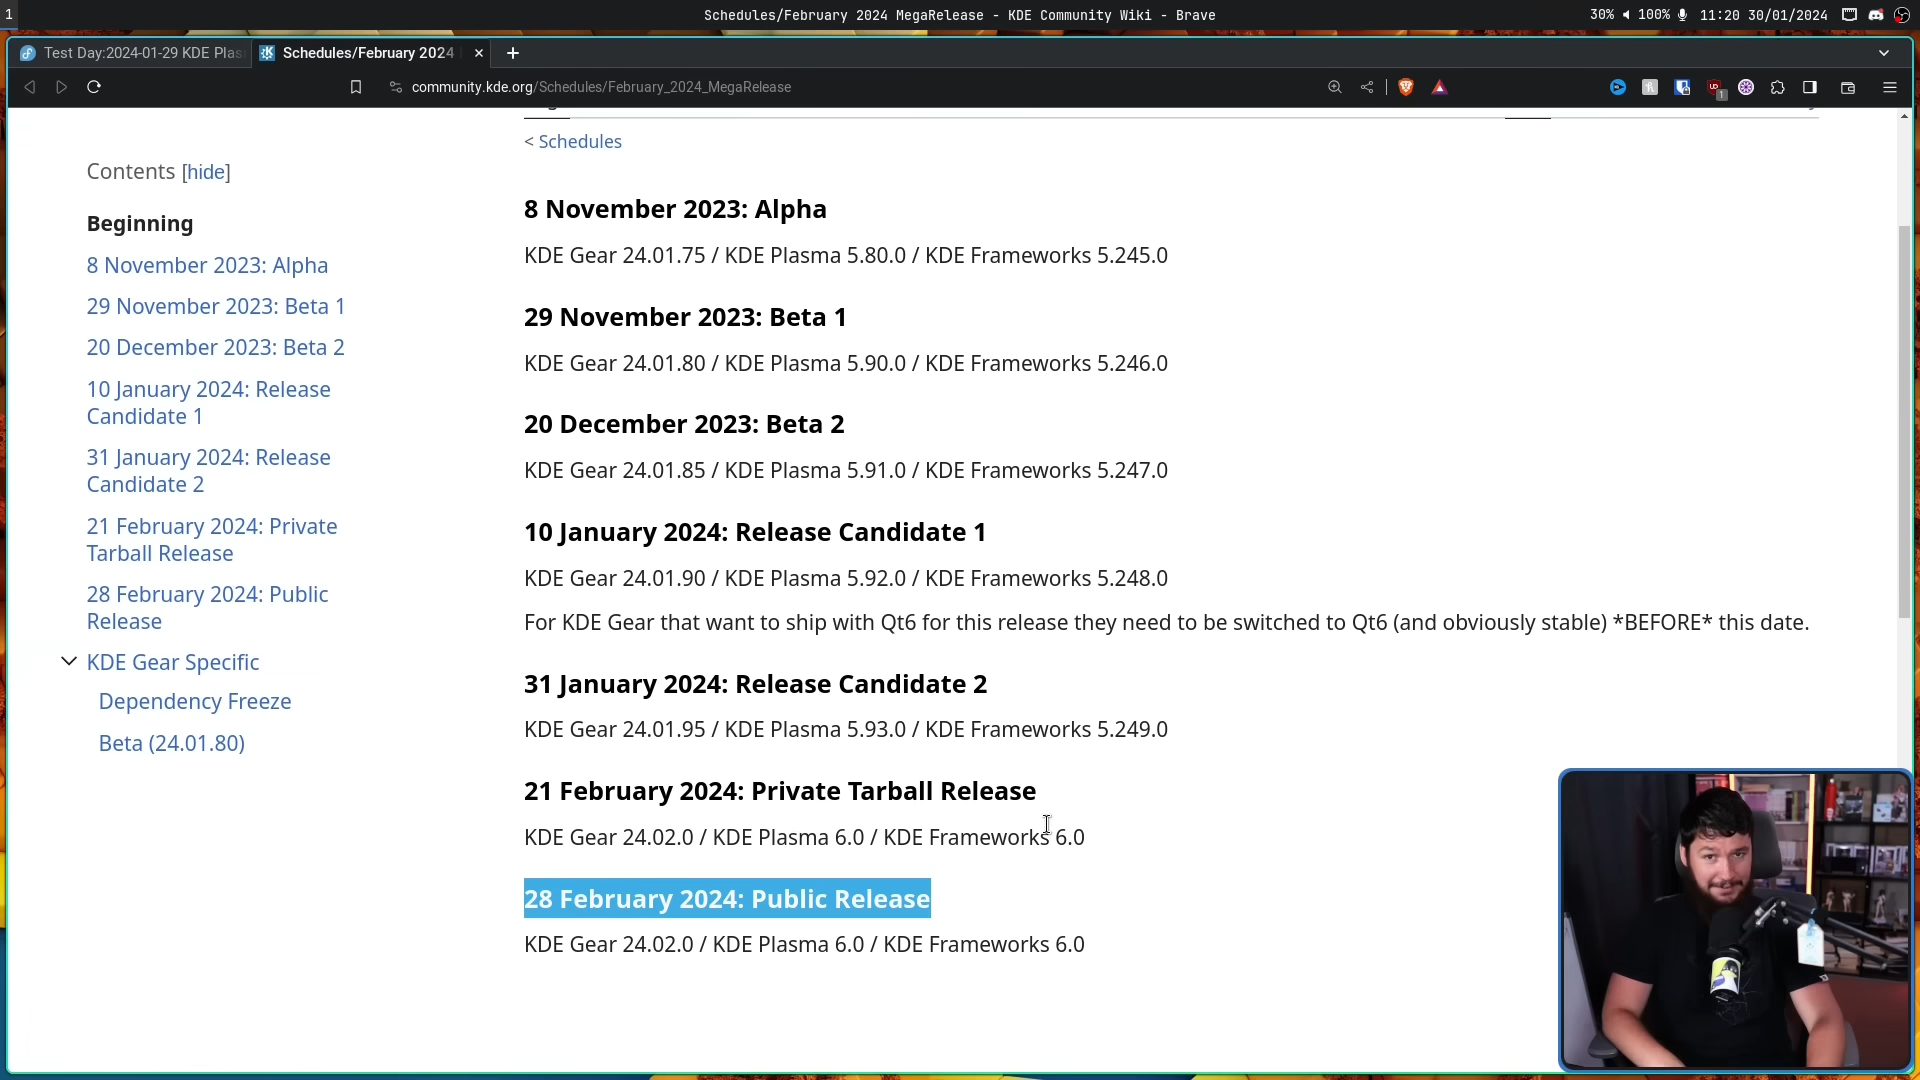 1
Schedules/February 2024 MegaRelease - KDE Community Wiki - Brave
30% 100% 11:20 30/01/2024
Test Day:2024-01-29 KDE Plas
Schedules/February 2024
community.kde.org/Schedules/February_2024_MegaRelease
1
< Schedules
Contents [hide]
Beginning
8 November 2023: Alpha
29 November 2023: Beta 1
20 December 2023: Beta 2
10 January 2024: Release
Candidate 1
31 January 2024: Release
Candidate 2
21 February 2024: Private
Tarball Release
28 February 2024: Public
Release
KDE Gear Specific
Dependency Freeze
Beta (24.01.80)
8 November 2023: Alpha
KDE Gear 24.01.75 / KDE Plasma 5.80.0 / KDE Frameworks 5.245.0
29 November 2023: Beta 1
KDE Gear 24.01.80 / KDE Plasma 5.90.0 / KDE Frameworks 5.246.0
20 December 2023: Beta 2
KDE Gear 24.01.85 / KDE Plasma 5.91.0 / KDE Frameworks 5.247.0
10 January 2024: Release Candidate 1
KDE Gear 24.01.90 / KDE Plasma 5.92.0 / KDE Frameworks 5.248.0
For KDE Gear that want to ship with Qt6 for this release they need to be switched to Qt6 (and obviously stable) *BEFORE* this date.
31 January 2024: Release Candidate 2
KDE Gear 24.01.95 / KDE Plasma 5.93.0 / KDE Frameworks 5.249.0
21 February 2024: Private Tarball Release
KDE Gear 24.02.0 / KDE Plasma 6.0 / KDE Frameworks 6.0
28 February 2024: Public Release
KDE Gear 24.02.0 / KDE Plasma 6.0 / KDE Frameworks 6.0